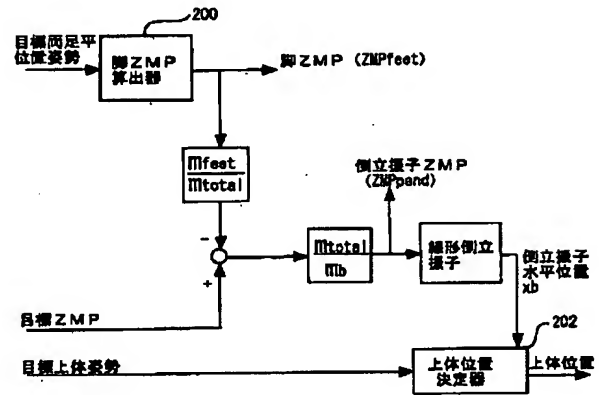 200
目標両足平
位置姿勢
脚ZMP
算出器
脚ZMP (ZMPfeet)
mfeet
mtotal
倒立振子ZMP
(ZMPpend)
-
+
mtotal
mb
線形倒立
振子
倒立振子
水平位置
xb
目標ZMP
202
目標上体姿勢
上体位置
決定器
上体位置